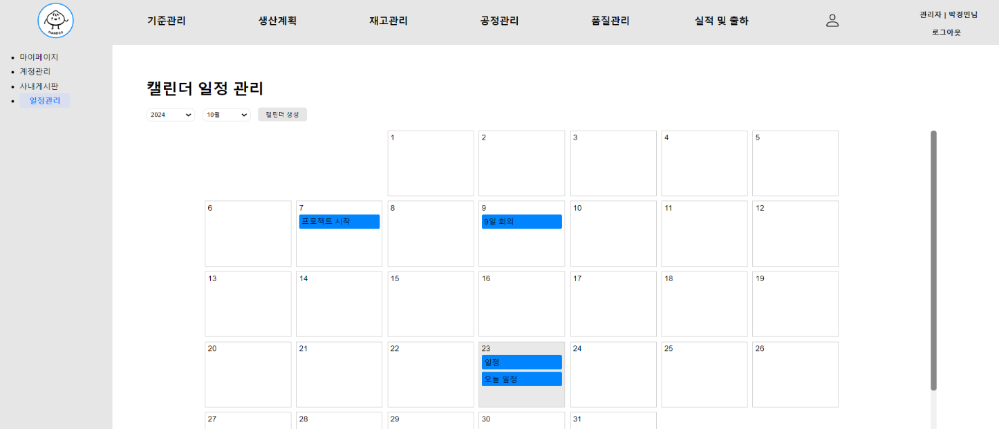 기준관리 생산계획 재고관리 공정관리 품질관리 실적 및 출하
관리자 | 박경민님
로그아웃
HANDOO
마이페이지
계정관리
사내게시판
일정관리
캘린더 일정 관리
2024 10월 캘린더 생성
1 2 3 4 5
6 7 8 9 10 11 12
프로젝트 시작 9일 회의
13 14 15 16 17 18 19
20 21 22 23 24 25 26
일졍
오늘 일정
27 28 29 30 31